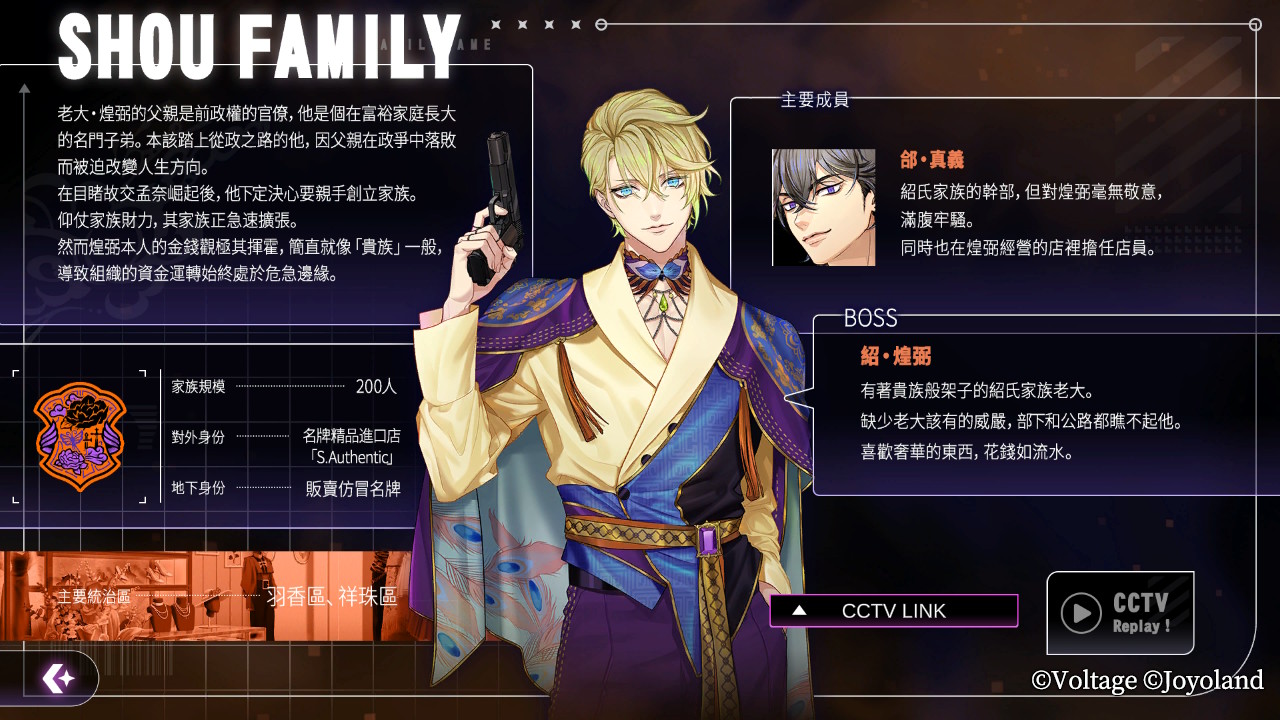 SHOU FAMILY
老大・煌弼的父親是前政權的官僚，他是個在富裕家庭長大
的名門子弟。本該踏上從政之路的他，因父親在政爭中落敗
而被迫改變人生方向。
在目睹故交孟奈崛起後，他下定決心要親手創立家族。
仰仗家族財力，其家族正急速擴張。
然而煌弼本人的金錢觀極其揮霍，簡直就像「貴族」一般，
導致組織的資金運轉始終處於危急邊緣。
家族規模 200人
對外身份 名牌精品進口店
「S.Authentic」
地下身份 販賣仿冒名牌
主要統治區 羽香區、祥珠區
主要成員
郃・真義
紹氏家族的幹部，但對煌弼毫無敬意，
滿腹牢騷。
同時也在煌弼經營的店裡擔任店員。
BOSS
紹・煌弼
有著貴族般架子的紹氏家族老大。
缺少老大該有的威嚴，部下和公路都瞧不起他。
喜歡奢華的東西，花錢如流水。
CCTV LINK
CCTV
Replay !
©Voltage ©Joyoland